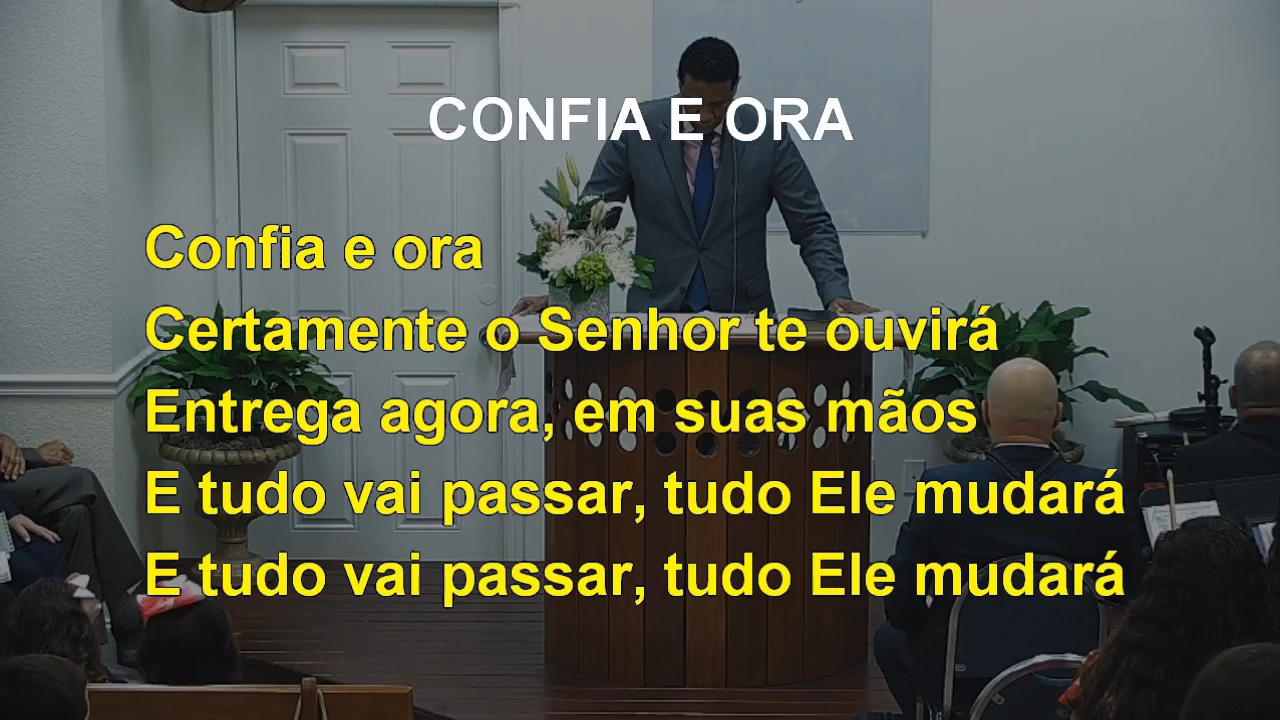 CONFIA E ORA
Confia e ora
Certamente o Senhor te ouvirá
Entrega agora, em suas mãos
E tudo vai passar, tudo Ele mudará
E tudo vai passar, tudo Ele mudará